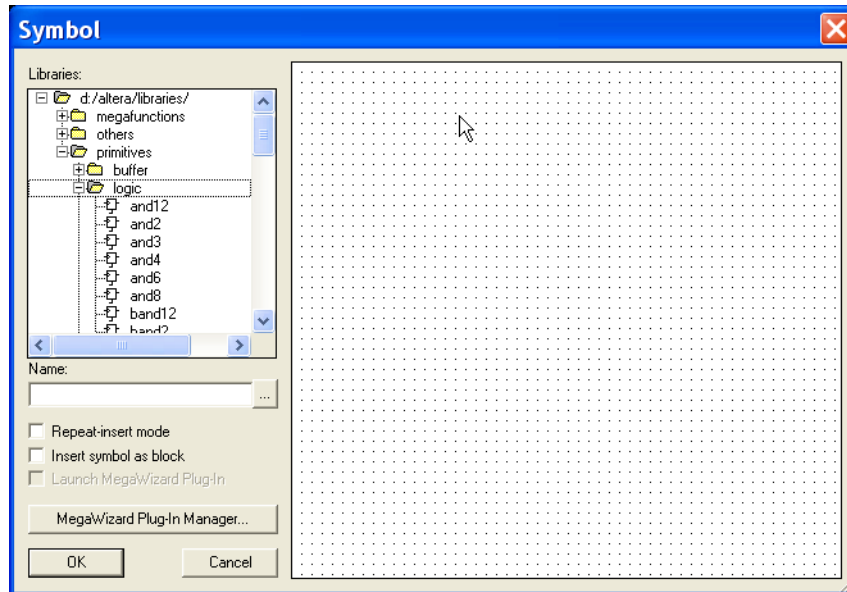 Symbol
Libraries:
d:/altera/libraries/
megafunctions
others
primitives
buffer
logic
and12
and2
and3
and4
and6
and8
band12
band2
Name:
...
Repeat-insert mode
Insert symbol as block
Launch MegaWizard Plug-In
MegaWizard Plug-In Manager...
OK
Cancel